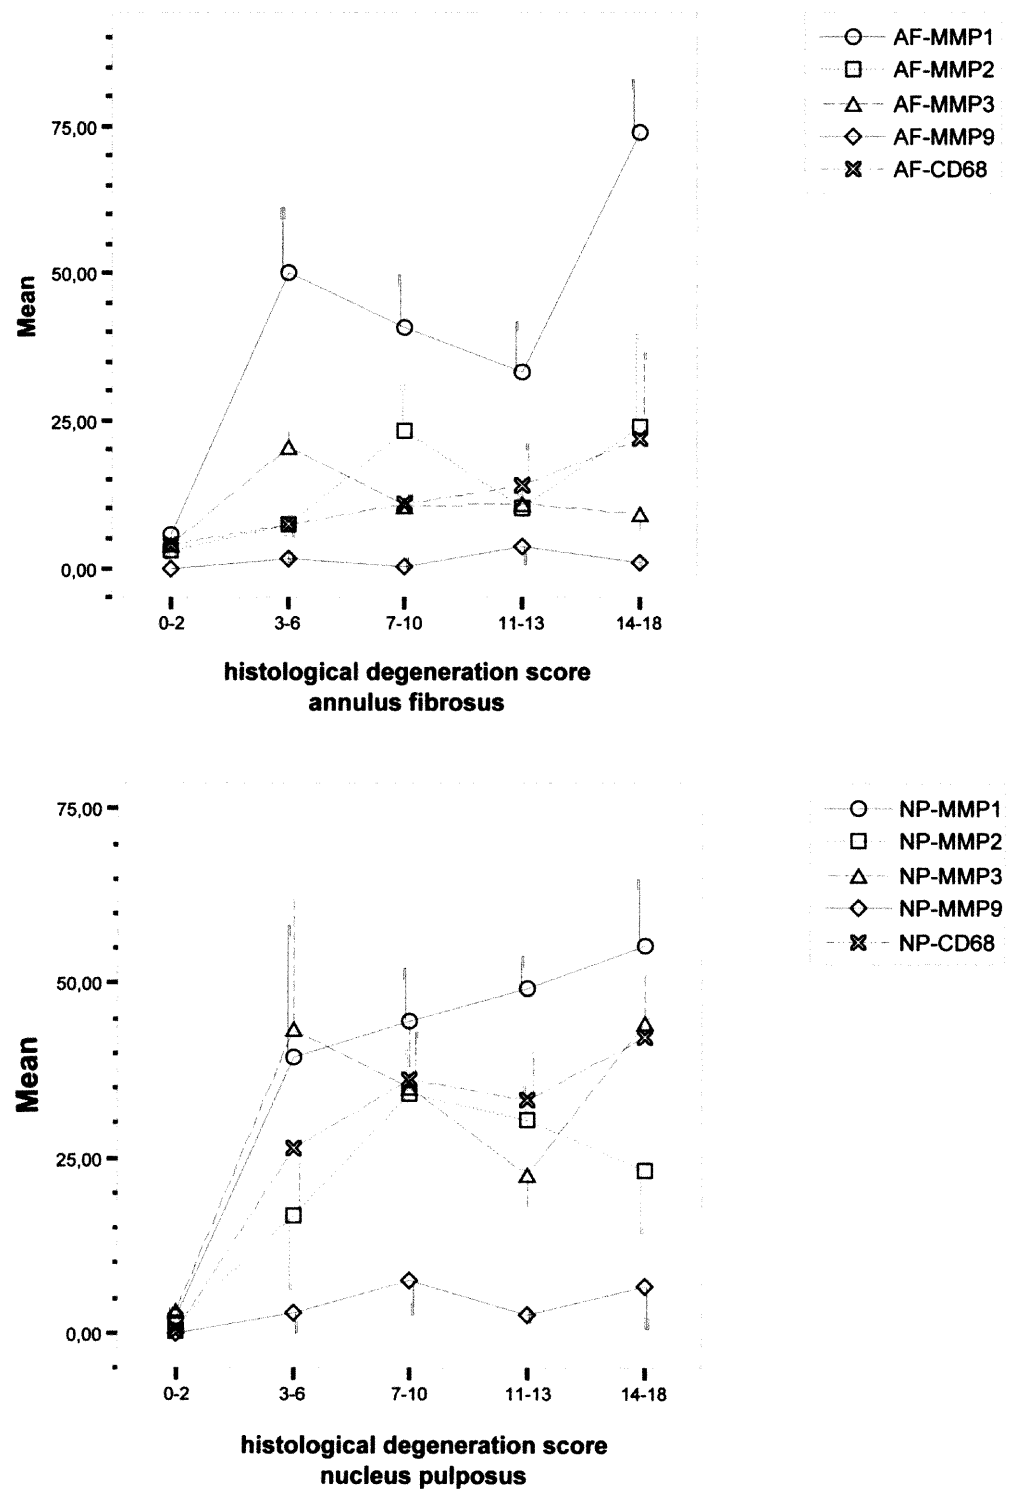 AF-MMP1
AF-MMP2
AF-MMP3
AF-MMP9
AF-CD68
75,00
50,00
25,00
0,00
Mean
0-2 3-6 7-10 11-13 14-18
histological degeneration score
annulus fibrosus
NP-MMP1
NP-MMP2
NP-MMP3
NP-MMP9
NP-CD68
75,00
50,00
25,00
0,00
Mean
0-2 3-6 7-10 11-13 14-18
histological degeneration score
nucleus pulposus